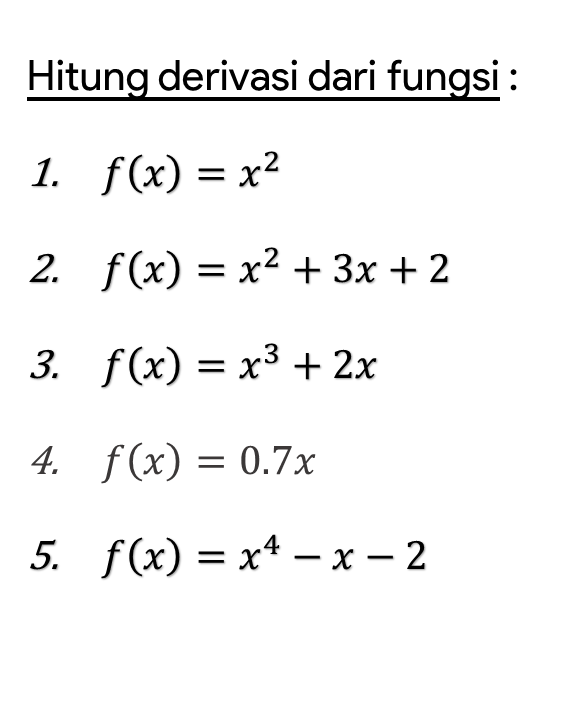 Hitung derivasi dari fungsi :
1. f(x) = x²
2. f(x) = x² + 3x + 2
3. f(x) = x³ + 2x
4. f(x) = 0.7x
5. f(x) = x⁴ − x − 2